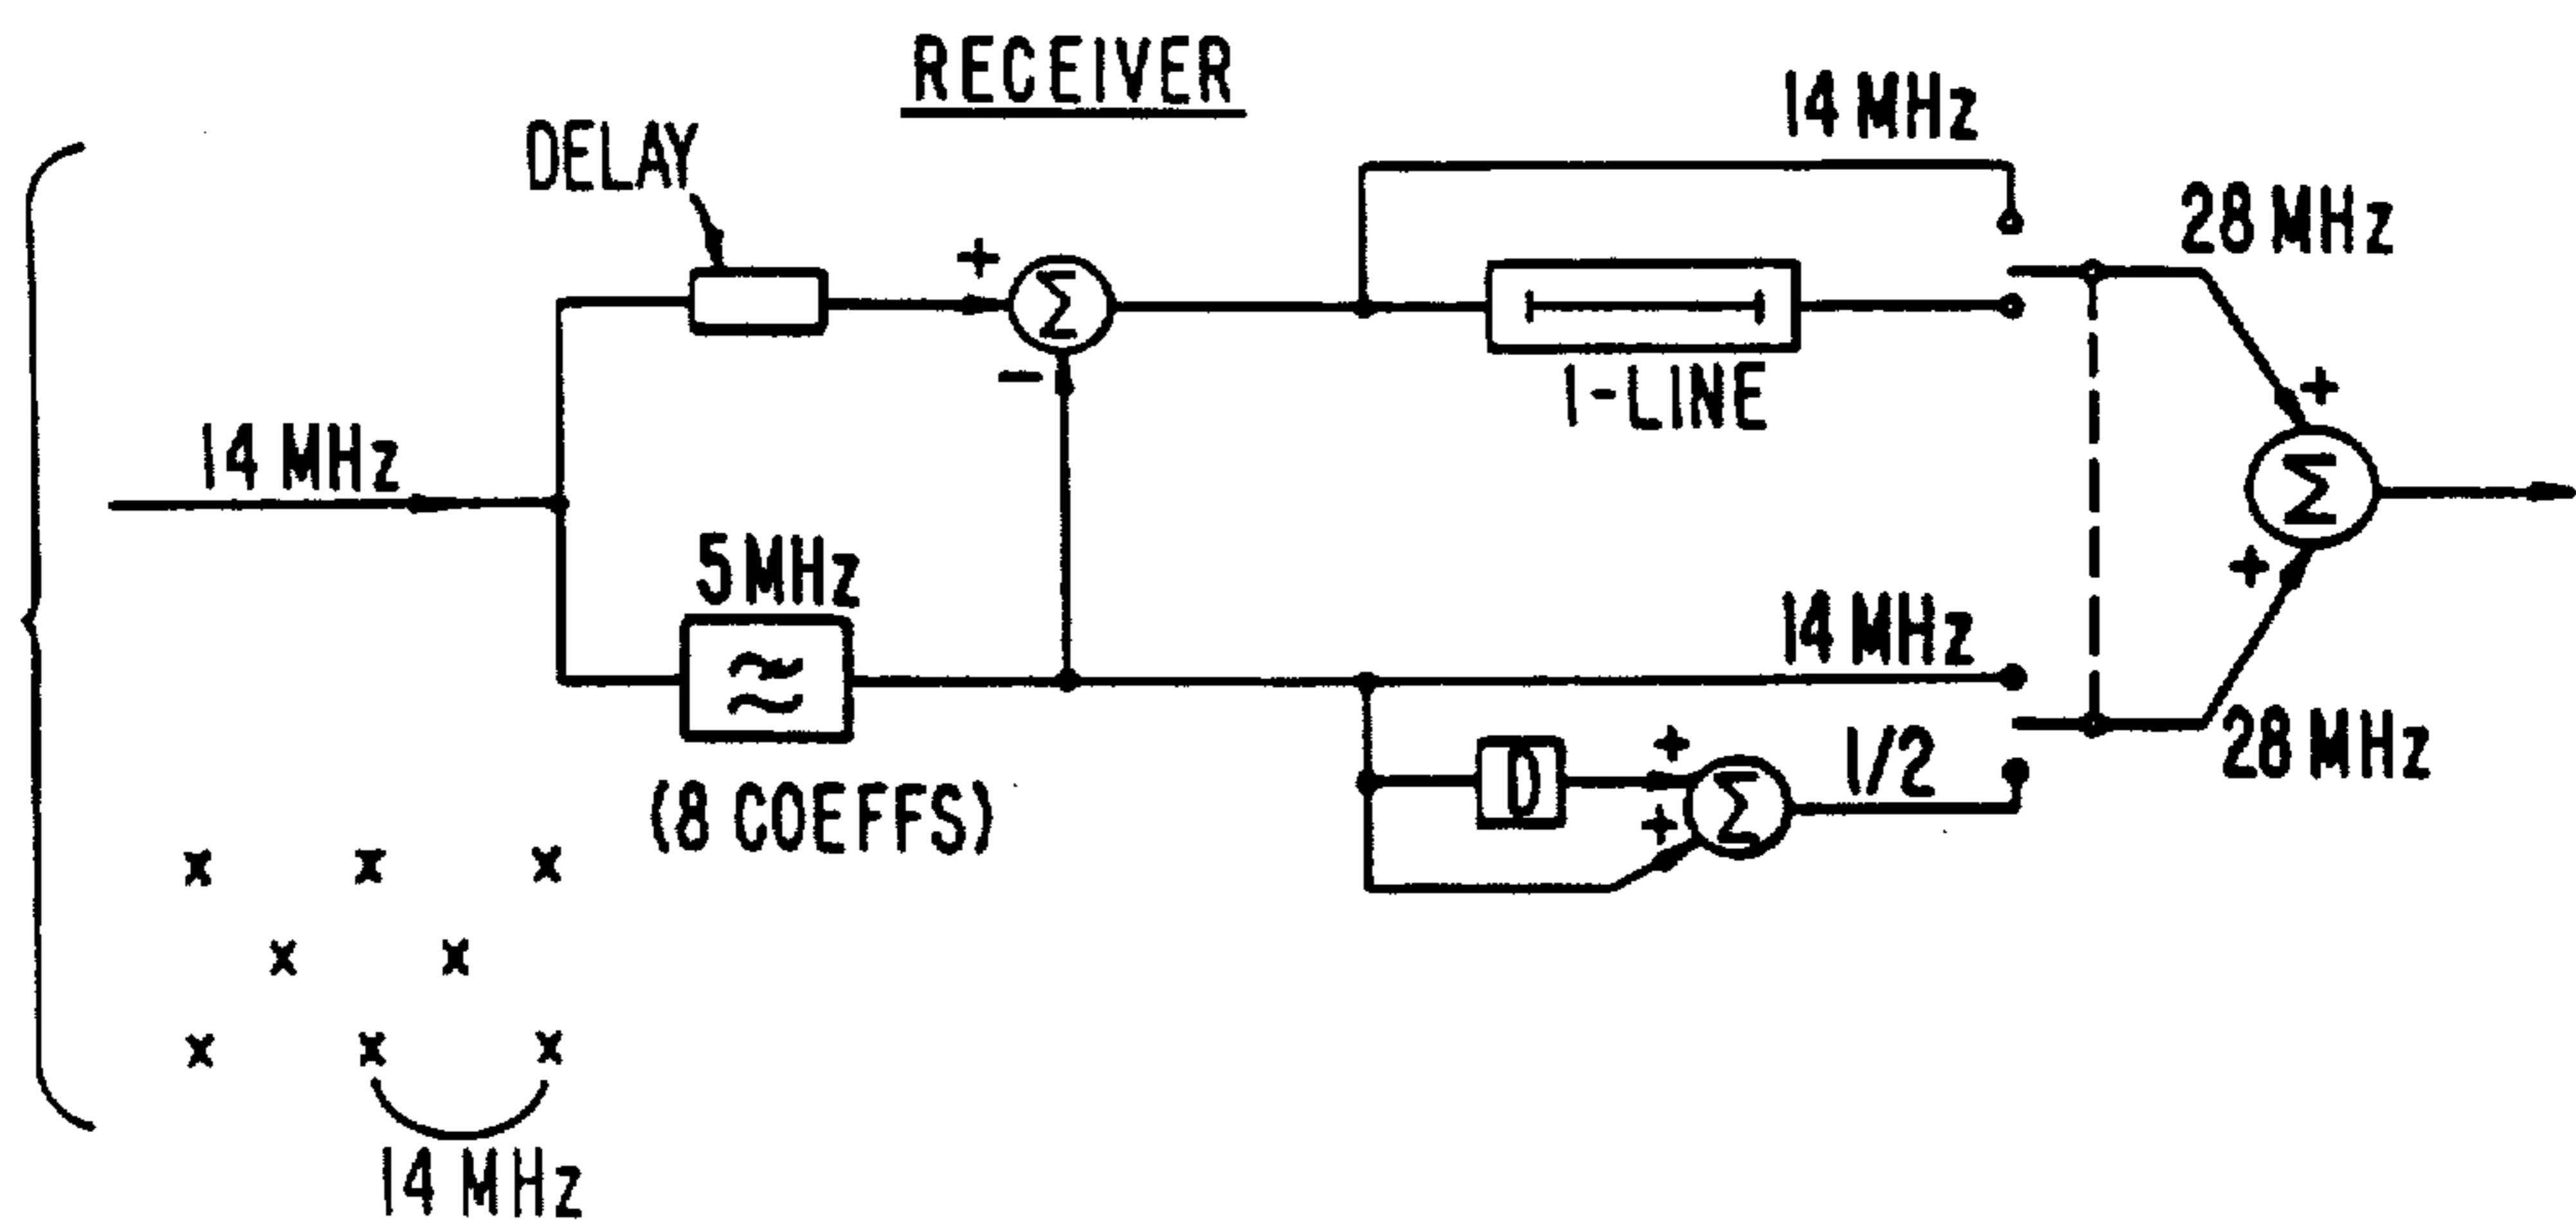 RECEIVER
14 MHz
DELAY
28 MHz
+
Σ
-
1-LINE
+
14 MHz
Σ
5 MHz
+
14 MHz
28 MHz
(8 COEFFS)
D
+
+
Σ
1/2
x x x
x x
x x x
14 MHz